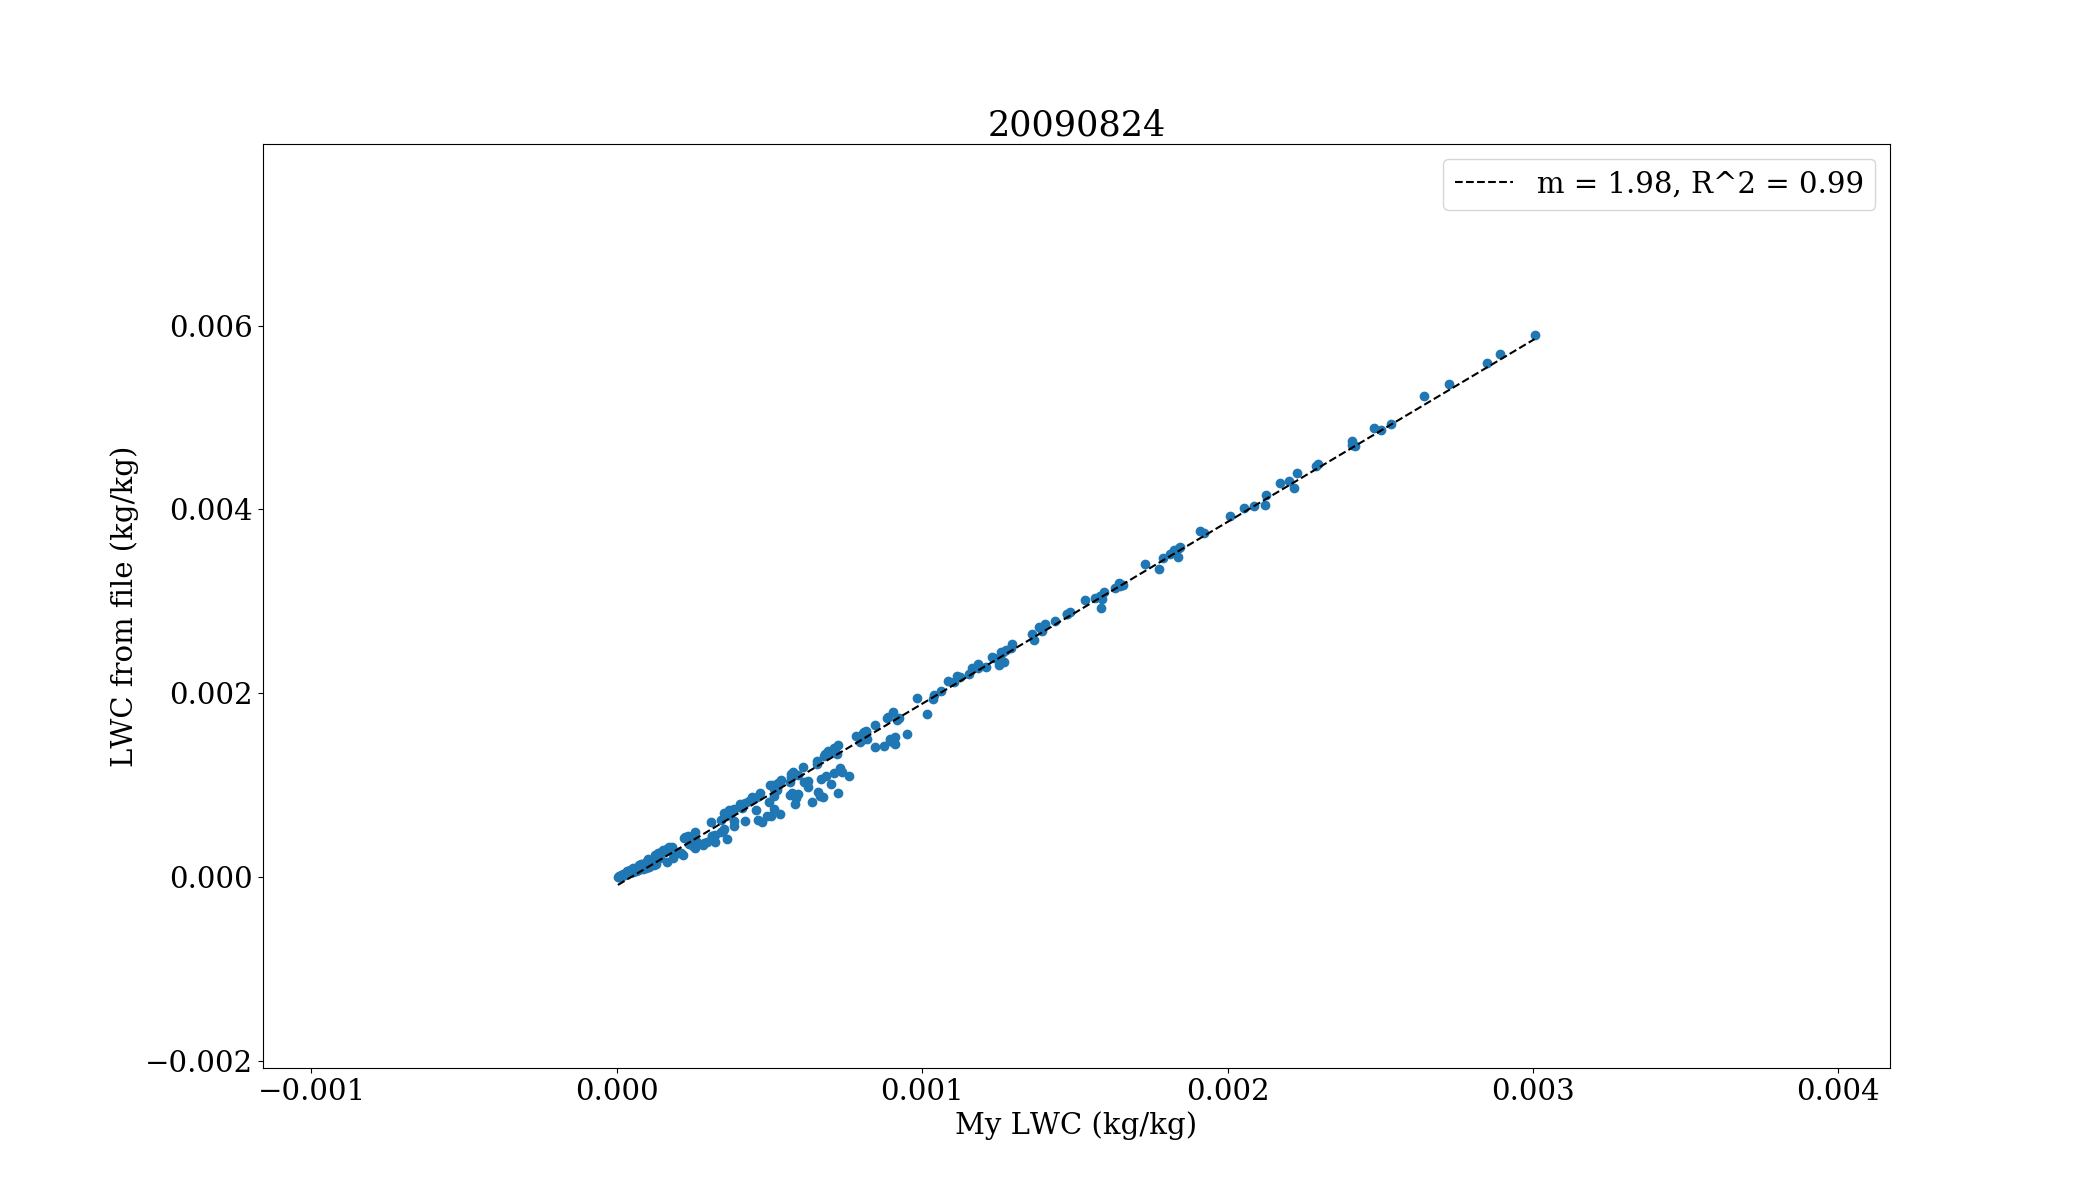 20090824
m = 1.98, R^2 = 0.99
LWC from file (kg/kg)
0.006
0.004
0.002
0.000
−0.002
−0.001 0.000 0.001 0.002 0.003 0.004
My LWC (kg/kg)